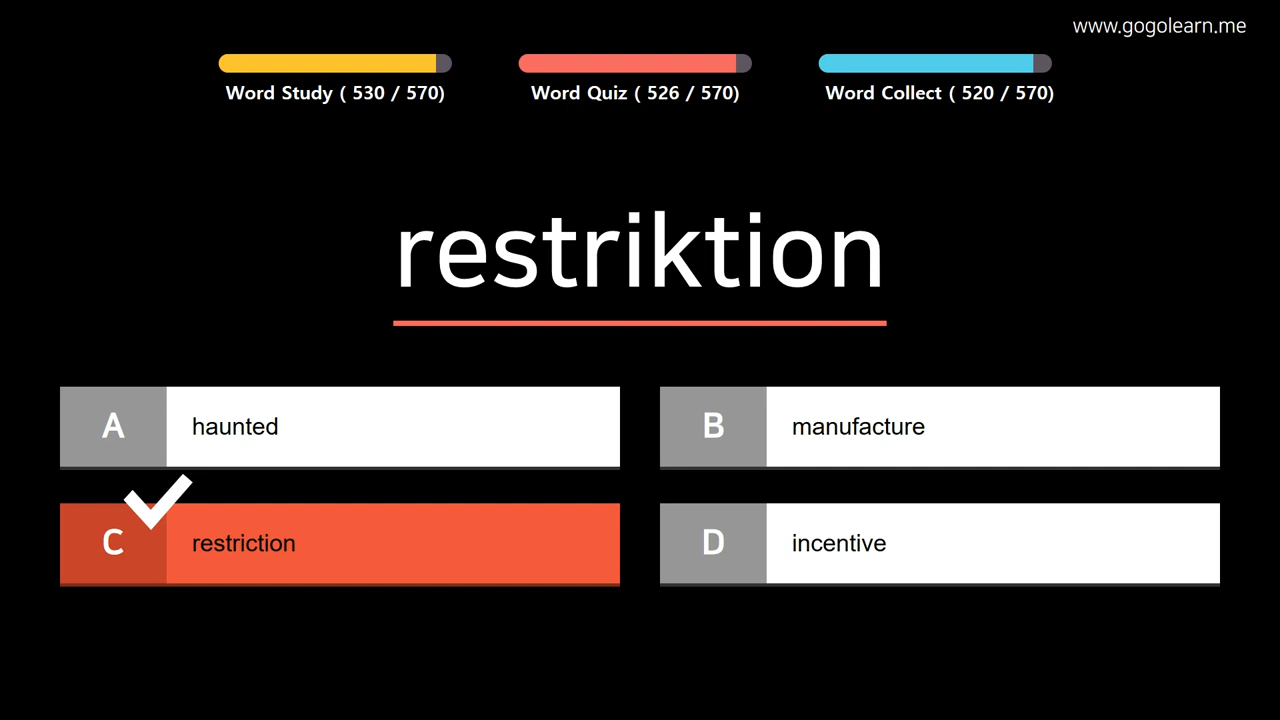 www.gogolearn.me
Word Study ( 530 / 570)
Word Quiz ( 526 / 570)
Word Collect ( 520 / 570)
restriktion
A haunted
B manufacture
C restriction
D incentive